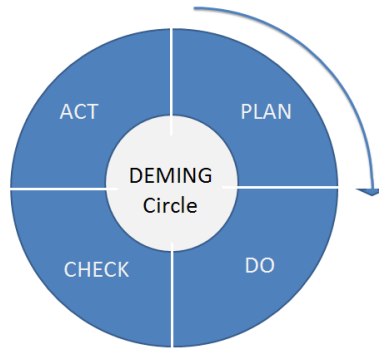 ACT
PLAN
DEMING
Circle
CHECK
DO